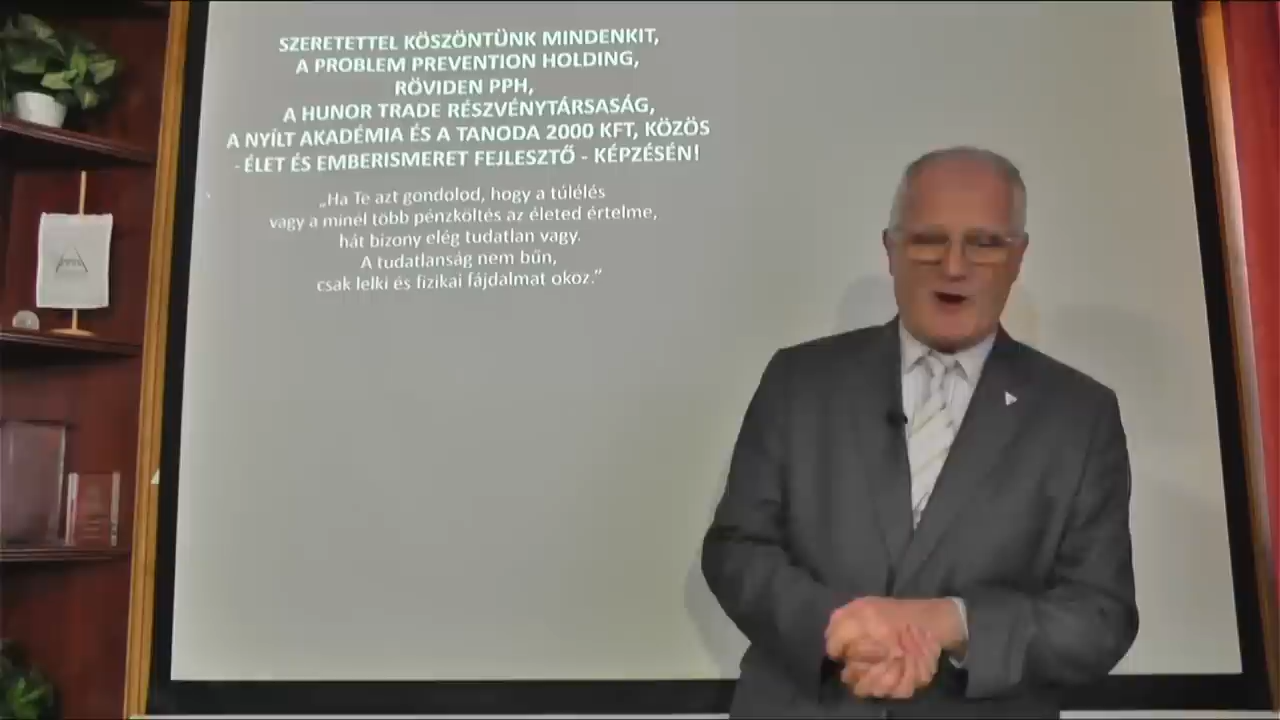 SZERETETTEL KÖSZÖNTÜNK MINDENKIT,
A PROBLEM PREVENTION HOLDING,
RÖVIDEN PPH,
A HUNOR TRADE RÉSZVÉNYTÁRSASÁG,
A NYÍLT AKADÉMIA ÉS A TANODA 2000 KFT, KÖZÖS
- ÉLET ÉS EMBERISMERET FEJLESZTŐ - KÉPZÉSÉN!
„Ha Te azt gondolod, hogy a túlélés
vagy a minél több pénzköltés az életed értelme,
hát bizony elég tudatlan vagy.
A tudatlanság nem bűn,
csak lelki és fizikai fájdalmat okoz.”